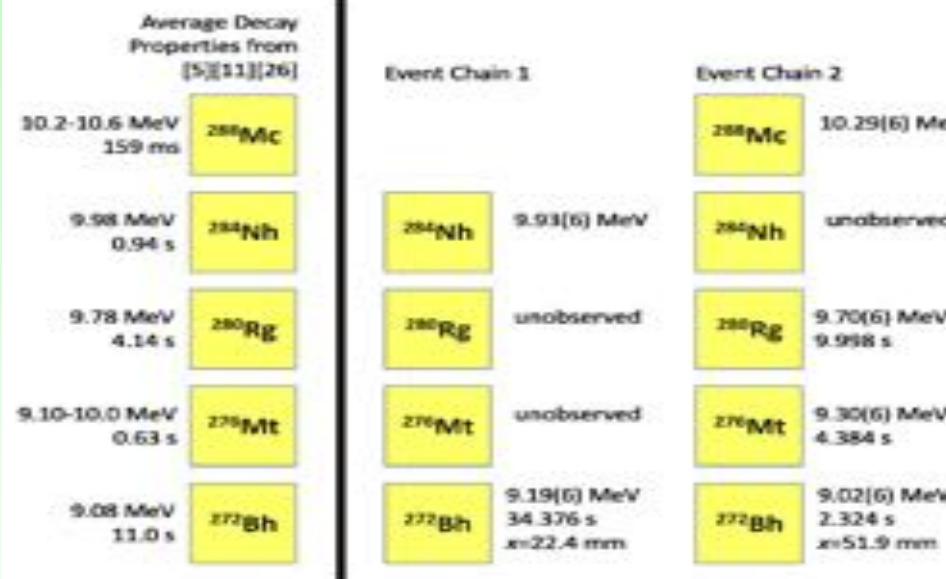 Average Decay
Properties from
[5][11][26]
Event Chain 1
Event Chain 2
10.2-10.6 MeV
159 ms
²⁸⁸Mc
²⁸⁸Mc
10.29(6) Me
9.98 MeV
0.94 s
²⁸⁴Nh
²⁸⁴Nh
9.93(6) MeV
²⁸⁴Nh
unobserved
9.78 MeV
4.14 s
²⁸⁰Rg
²⁸⁰Rg
unobserved
²⁸⁰Rg
9.70(6) MeV
9.998 s
9.10-10.0 MeV
0.63 s
²⁷⁶Mt
²⁷⁶Mt
unobserved
²⁷⁶Mt
9.30(6) MeV
4.384 s
9.08 MeV
11.0 s
²⁷²Bh
²⁷²Bh
9.19(6) MeV
34.376 s
x=22.4 mm
²⁷²Bh
9.02(6) MeV
2.324 s
x=51.9 mm